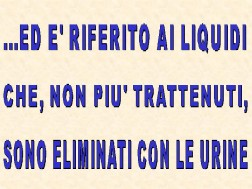 ...ED E' RIFERITO AI LIQUIDI
CHE, NON PIU' TRATTENUTI,
SONO ELIMINATI CON LE URINE